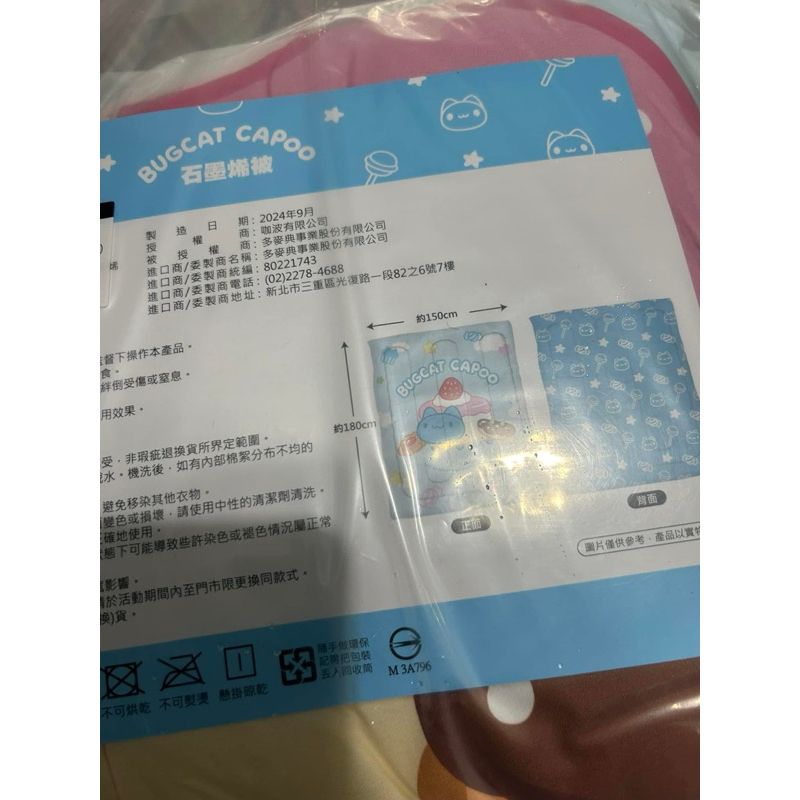 BUGCAT CAPOO
石墨烯被
製造日期：2024年9月
授權商：咖波有限公司
被授權商：多麥典事業股份有限公司
進口商/委製商名稱：多麥典事業股份有限公司
進口商/委製商統編：80221743
進口商/委製商電話：(02)2278-4688
進口商/委製商地址：新北市三重區光復路一段82之6號7樓
督下操作本產品。
食。
絆倒受傷或窒息。
用效果。
受，非瑕疵退換貨所界定範圍。
水。機洗後，如有內部棉絮分布不均的
避免移染其他衣物。
變色或損壞，請使用中性的清潔劑清洗。
確地使用。
態下可能導致些許染色或褪色情況屬正常
影響。
於活動期間內至門市限更換同款式。
換)貨。
約150cm
約180cm
BUGCAT CAPOO
正面
背面
圖片僅供參考，產品以實物
不可烘乾
不可熨燙
懸掛晾乾
隨手做環保
配需把包裝
丟入回收筒
M 3A796